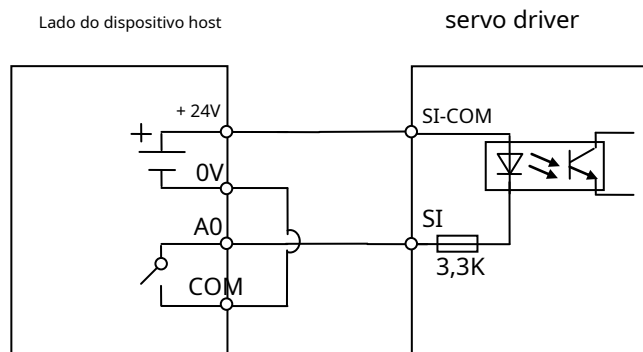 Lado do dispositivo host
servo driver
+ 24V
SI-COM
0V
A0
SI
3,3K
COM